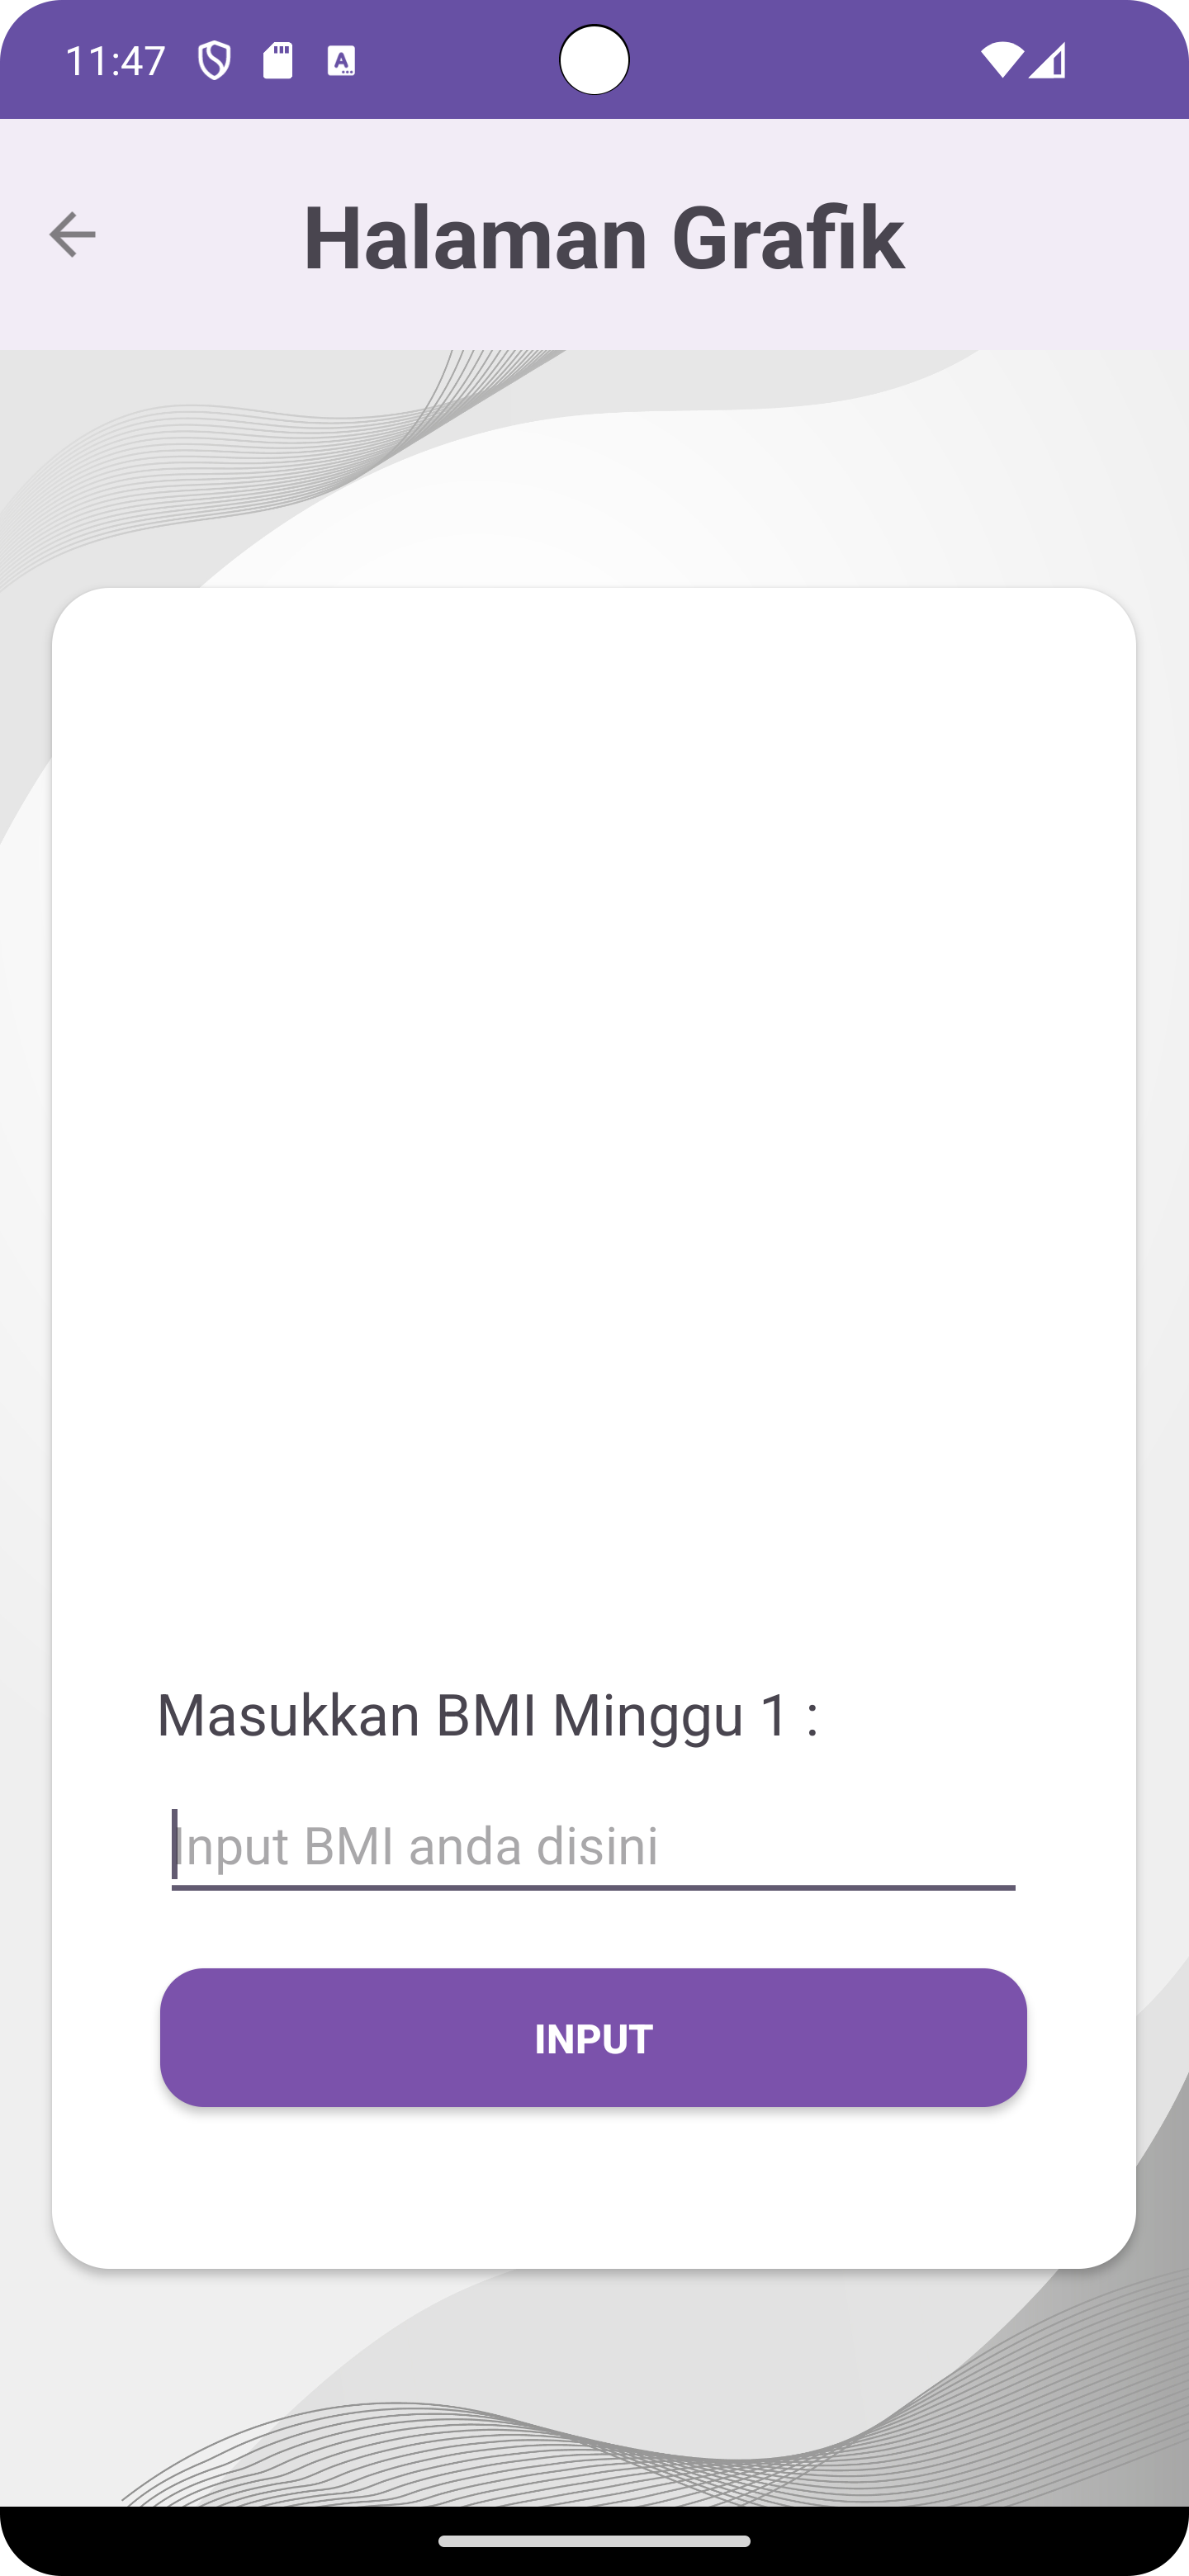 11:47
Halaman Grafik
Masukkan BMI Minggu 1 :
Input BMI anda disini
INPUT